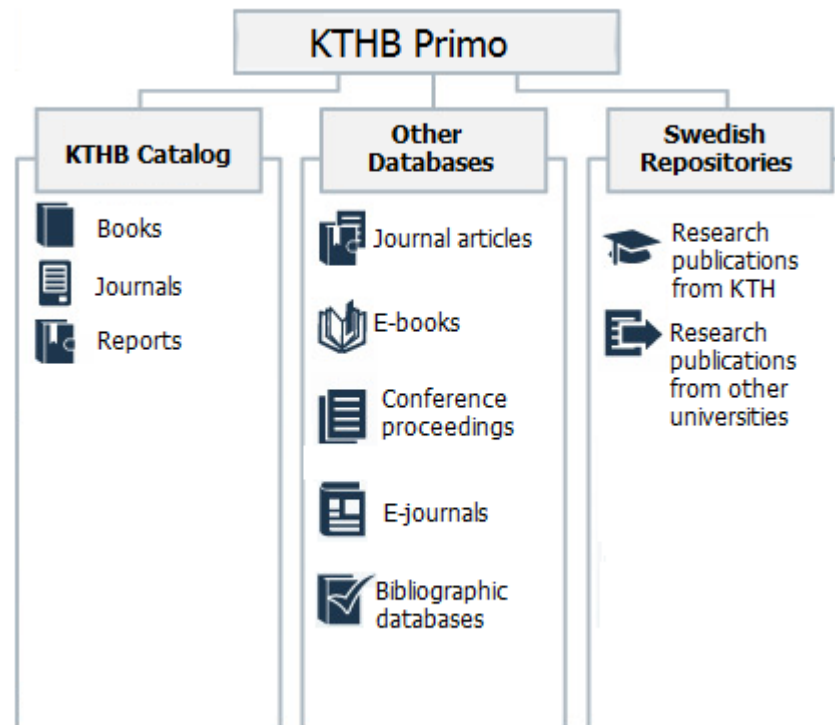 KTHB Primo
KTHB Catalog
Books
Journals
Reports
Other
Databases
Journal articles
E-books
Conference
proceedings
E-journals
Bibliographic
databases
Swedish
Repositories
Research
publications
from KTH
Research
publications
from other
universities